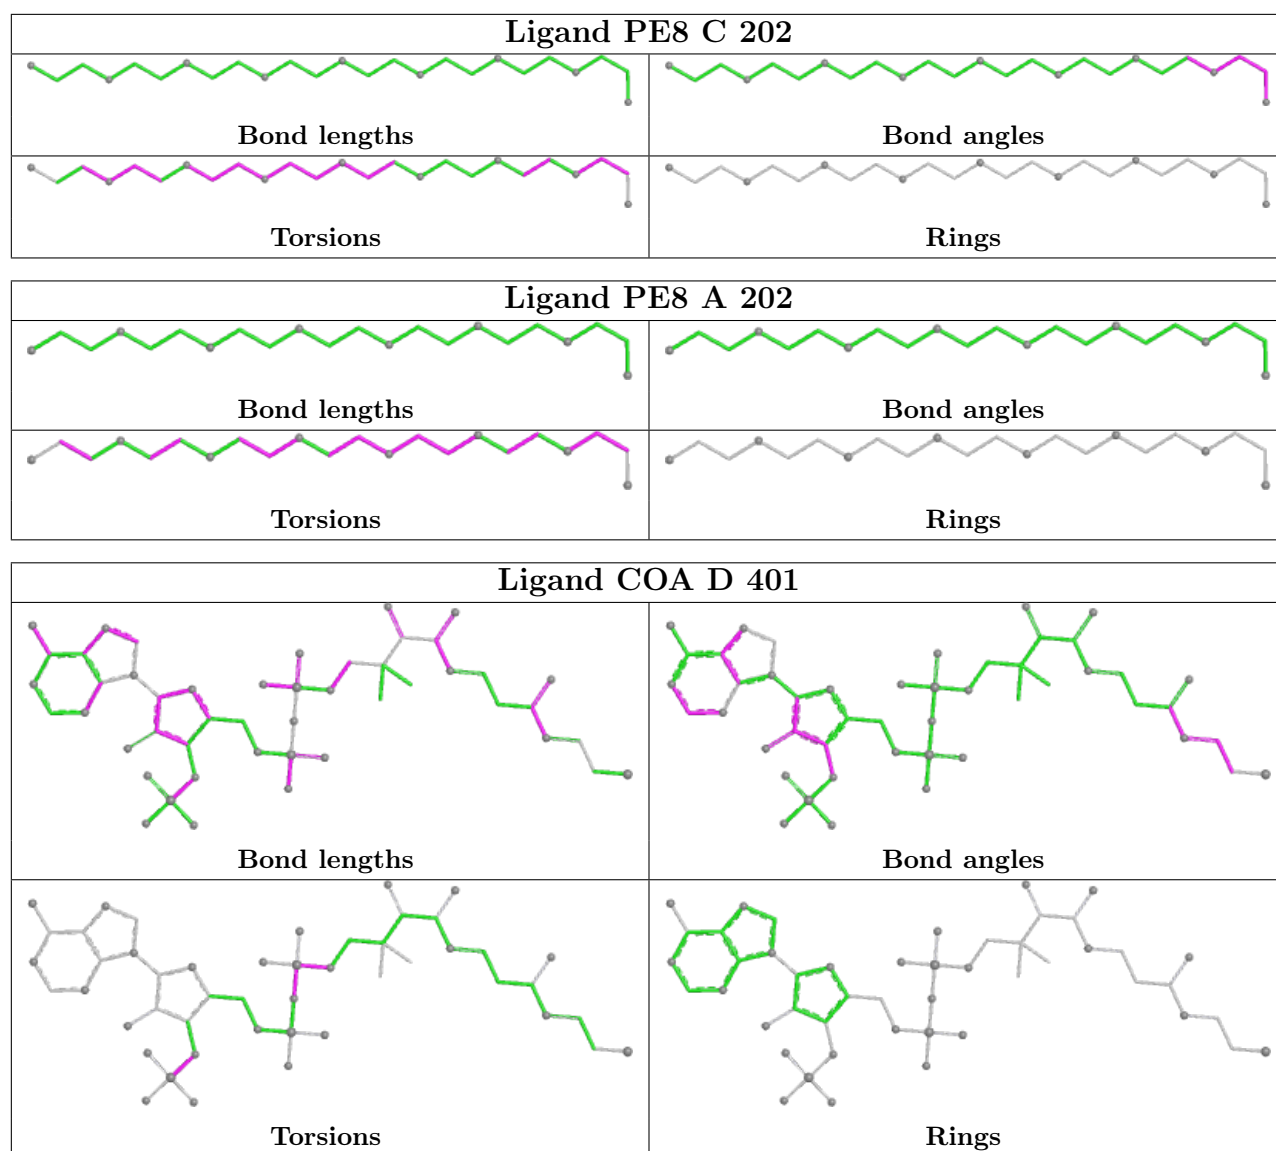 Ligand PE8 C 202
Bond lengths
Bond angles
Torsions
Rings
Ligand PE8 A 202
Bond lengths
Bond angles
Torsions
Rings
Ligand COA D 401
Bond lengths
Bond angles
Torsions
Rings